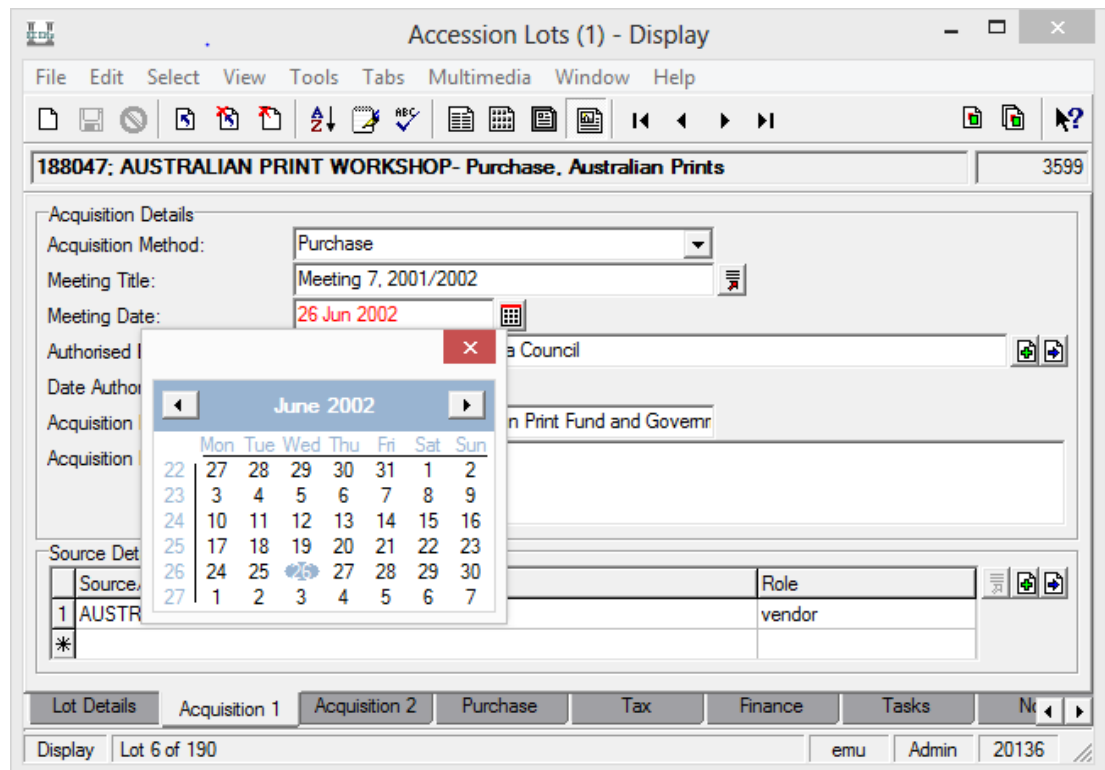 Accession Lots (1) - Display
File Edit Select View Tools Tabs Multimedia Window Help
188047: AUSTRALIAN PRINT WORKSHOP- Purchase, Australian Prints 3599
Acquisition Details
Acquisition Method: Purchase
Meeting Title: Meeting 7, 2001/2002
Meeting Date: 26 Jun 2002
Authorised a Council
Date Author
Acquisition n Print Fund and Governr
Acquisition
June 2002
Mon Tue Wed Thu Fri Sat Sun
22 27 28 29 30 31 1 2
23 3 4 5 6 7 8 9
24 10 11 12 13 14 15 16
25 17 18 19 20 21 22 23
26 24 25 26 27 28 29 30
27 1 2 3 4 5 6 7
Source Det
Source Role
1 AUSTR vendor
Lot Details Acquisition 1 Acquisition 2 Purchase Tax Finance Tasks
Display Lot 6 of 190 emu Admin 20136